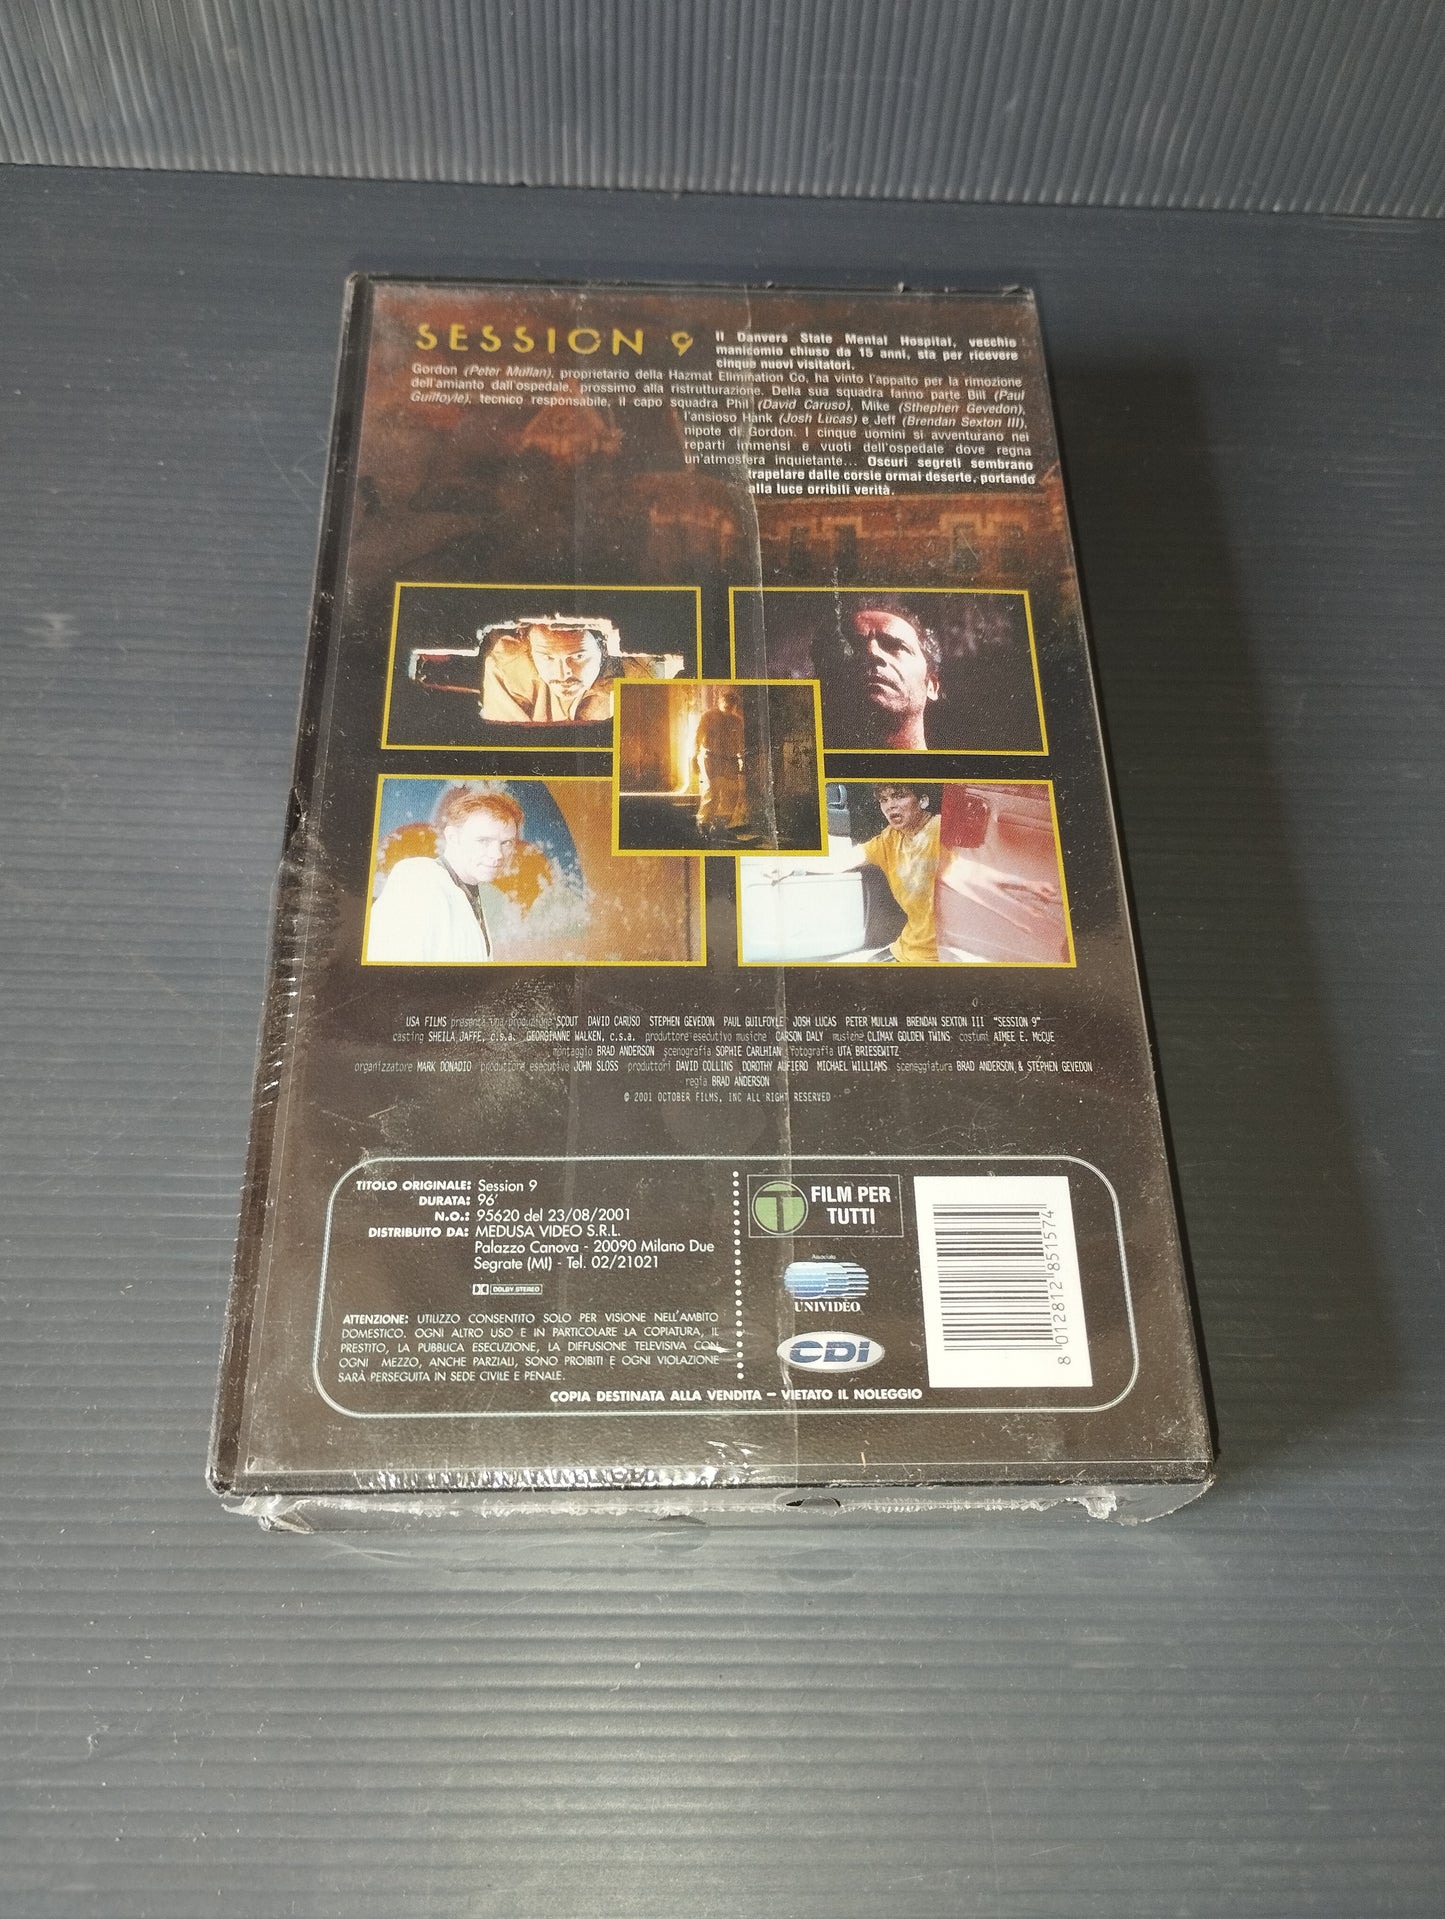 SESSION 9
Il Danvers State Mental Hospital, vecchio
manicomio chiuso da 15 anni, sta per ricevere
cinque nuovi visitatori.
Gordon (Peter Mullan), proprietario della Hazmat Elimination Co, ha vinto l'appalto per la rimozione
dell'amianto dall'ospedale, prossimo alla ristrutturazione. Della sua squadra fanno parte Bill (Paul
Guilfoyle), tecnico responsabile, il capo squadra Phil (David Caruso), Mike (Sthephen Gevedon),
l'ansioso Hank (Josh Lucas) e Jeff (Brendan Sexton III),
nipote di Gordon. I cinque uomini si avventurano nei
reparti immensi e vuoti dell'ospedale dove regna
un'atmosfera inquietante... Oscuri segreti sembrano
trapelare dalle corsie ormai deserte, portando
alla luce orribili verità.
USA FILMS presenta una produzione SCOUT DAVID CARUSO STEPHEN GEVEDON PAUL GUILFOYLE JOSH LUCAS PETER MULLAN BRENDAN SEXTON III "SESSION 9"
casting SHEILA JAFFE, c.s.a. GEORGIANNE WALKEN, c.s.a. produttore esecutivo musiche CARSON DALY musiche CLIMAX GOLDEN TWINS costumi AIMEE E. McCUE
montaggio BRAD ANDERSON scenografia SOPHIE CARLHIAN fotografia UTA BRIESEWITZ
organizzatore MARK DONADIO produttore esecutivo JOHN SLOSS produttori DAVID COLLINS DOROTHY AUFIERO MICHAEL WILLIAMS sceneggiatura BRAD ANDERSON & STEPHEN GEVEDON
regia BRAD ANDERSON
© 2001 OCTOBER FILMS, INC ALL RIGHT RESERVED
TITOLO ORIGINALE: Session 9
DURATA: 96'
N.O.: 95620 del 23/08/2001
DISTRIBUITO DA: MEDUSA VIDEO S.R.L.
Palazzo Canova - 20090 Milano Due
Segrate (MI) - Tel. 02/21021
DOLBY STEREO
ATTENZIONE: UTILIZZO CONSENTITO SOLO PER VISIONE NELL'AMBITO
DOMESTICO. OGNI ALTRO USO E IN PARTICOLARE LA COPIATURA, IL
PRESTITO, LA PUBBLICA ESECUZIONE, LA DIFFUSIONE TELEVISIVA CON
OGNI MEZZO, ANCHE PARZIALI, SONO PROIBITI E OGNI VIOLAZIONE
SARÀ PERSEGUITA IN SEDE CIVILE E PENALE.
COPIA DESTINATA ALLA VENDITA – VIETATO IL NOLEGGIO
T FILM PER
TUTTI
Associato
UNIVIDEO
CDI
8 012812 851574